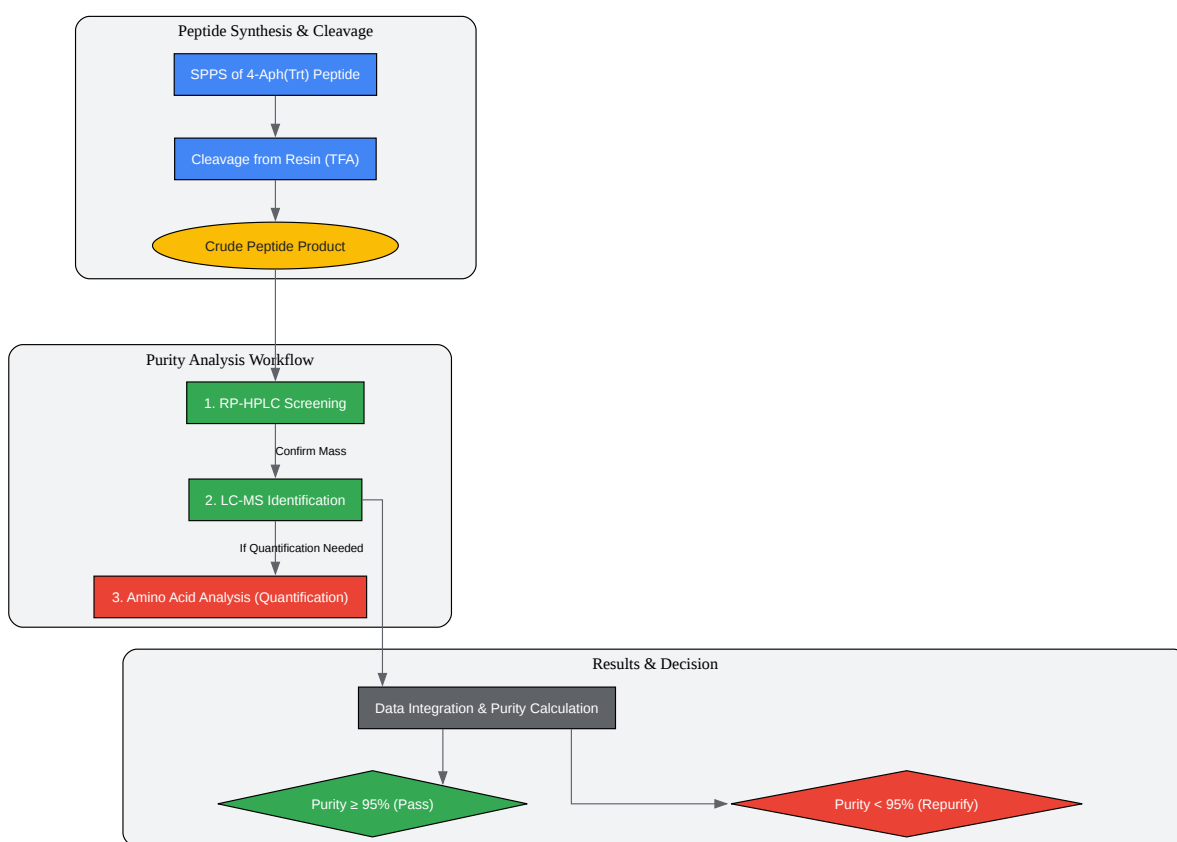 Peptide Synthesis & Cleavage
SPPS of 4-Aph(Trt) Peptide
Cleavage from Resin (TFA)
Crude Peptide Product
Purity Analysis Workflow
1. RP-HPLC Screening
Confirm Mass
2. LC-MS Identification
If Quantification Needed
3. Amino Acid Analysis (Quantification)
Results & Decision
Data Integration & Purity Calculation
Purity ≥ 95% (Pass)
Purity < 95% (Repurify)